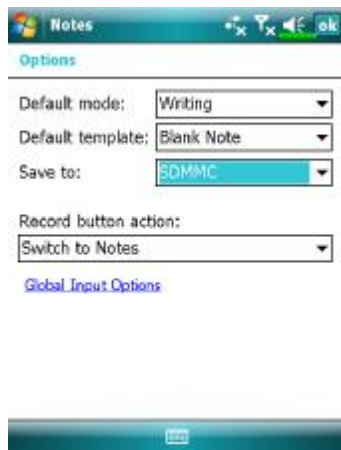 Notes ok
Options
Default mode: Writing
Default template: Blank Note
Save to: SDMMC
Record button action:
Switch to Notes
Global Input Options